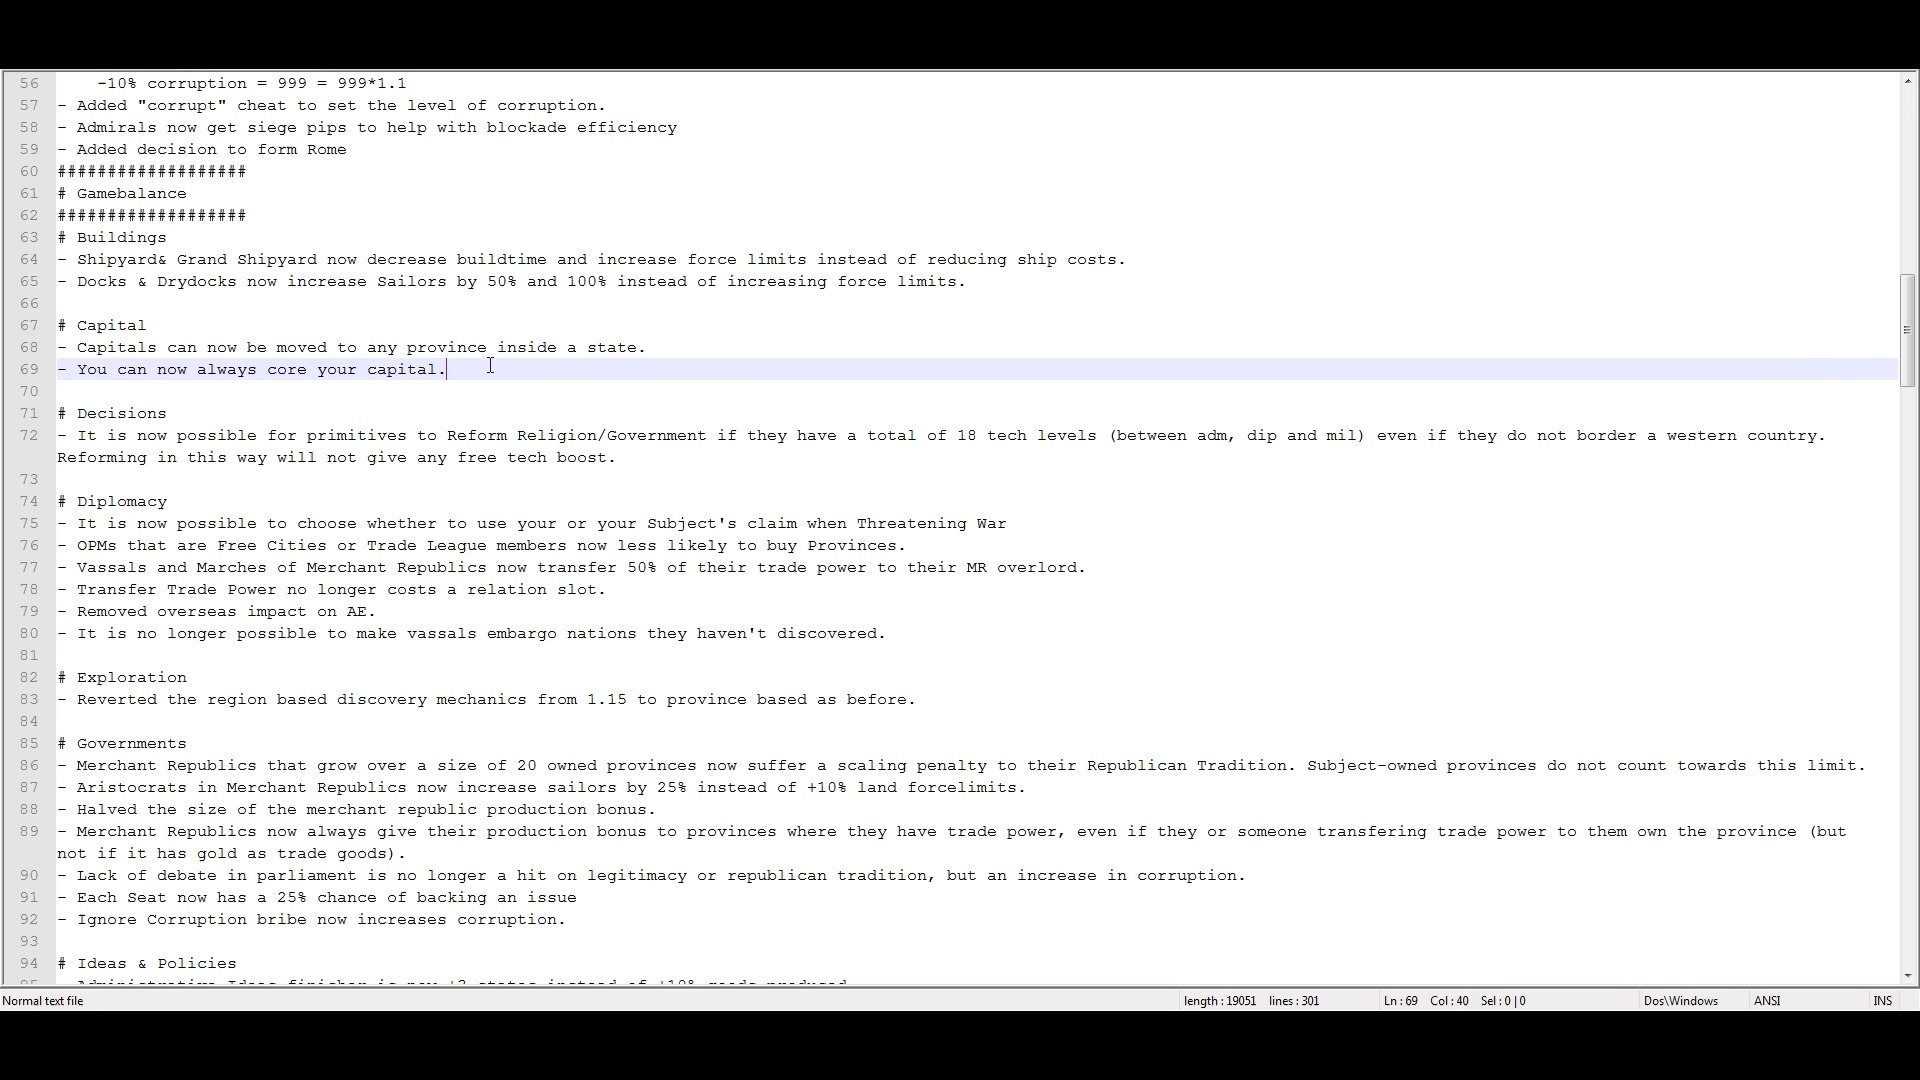 56 -10% corruption = 999 = 999*1.1
57 - Added "corrupt" cheat to set the level of corruption.
58 - Admirals now get siege pips to help with blockade efficiency
59 - Added decision to form Rome
60 ###################
61 # Gamebalance
62 ###################
63 # Buildings
64 - Shipyard& Grand Shipyard now decrease buildtime and increase force limits instead of reducing ship costs.
65 - Docks & Drydocks now increase Sailors by 50% and 100% instead of increasing force limits.
66
67 # Capital
68 - Capitals can now be moved to any province inside a state.
69 - You can now always core your capital.
70
71 # Decisions
72 - It is now possible for primitives to Reform Religion/Government if they have a total of 18 tech levels (between adm, dip and mil) even if they do not border a western country.
Reforming in this way will not give any free tech boost.
73
74 # Diplomacy
75 - It is now possible to choose whether to use your or your Subject's claim when Threatening War
76 - OPMs that are Free Cities or Trade League members now less likely to buy Provinces.
77 - Vassals and Marches of Merchant Republics now transfer 50% of their trade power to their MR overlord.
78 - Transfer Trade Power no longer costs a relation slot.
79 - Removed overseas impact on AE.
80 - It is no longer possible to make vassals embargo nations they haven't discovered.
81
82 # Exploration
83 - Reverted the region based discovery mechanics from 1.15 to province based as before.
84
85 # Governments
86 - Merchant Republics that grow over a size of 20 owned provinces now suffer a scaling penalty to their Republican Tradition. Subject-owned provinces do not count towards this limit.
87 - Aristocrats in Merchant Republics now increase sailors by 25% instead of +10% land forcelimits.
88 - Halved the size of the merchant republic production bonus.
89 - Merchant Republics now always give their production bonus to provinces where they have trade power, even if they or someone transfering trade power to them own the province (but
not if it has gold as trade goods).
90 - Lack of debate in parliament is no longer a hit on legitimacy or republican tradition, but an increase in corruption.
91 - Each Seat now has a 25% chance of backing an issue
92 - Ignore Corruption bribe now increases corruption.
93
94 # Ideas & Policies
95 - Administrative Ideas finisher is now +3 states instead of +10% goods produced
Normal text file length : 19051 lines : 301 Ln : 69 Col : 40 Sel : 0 | 0 Dos\Windows ANSI INS